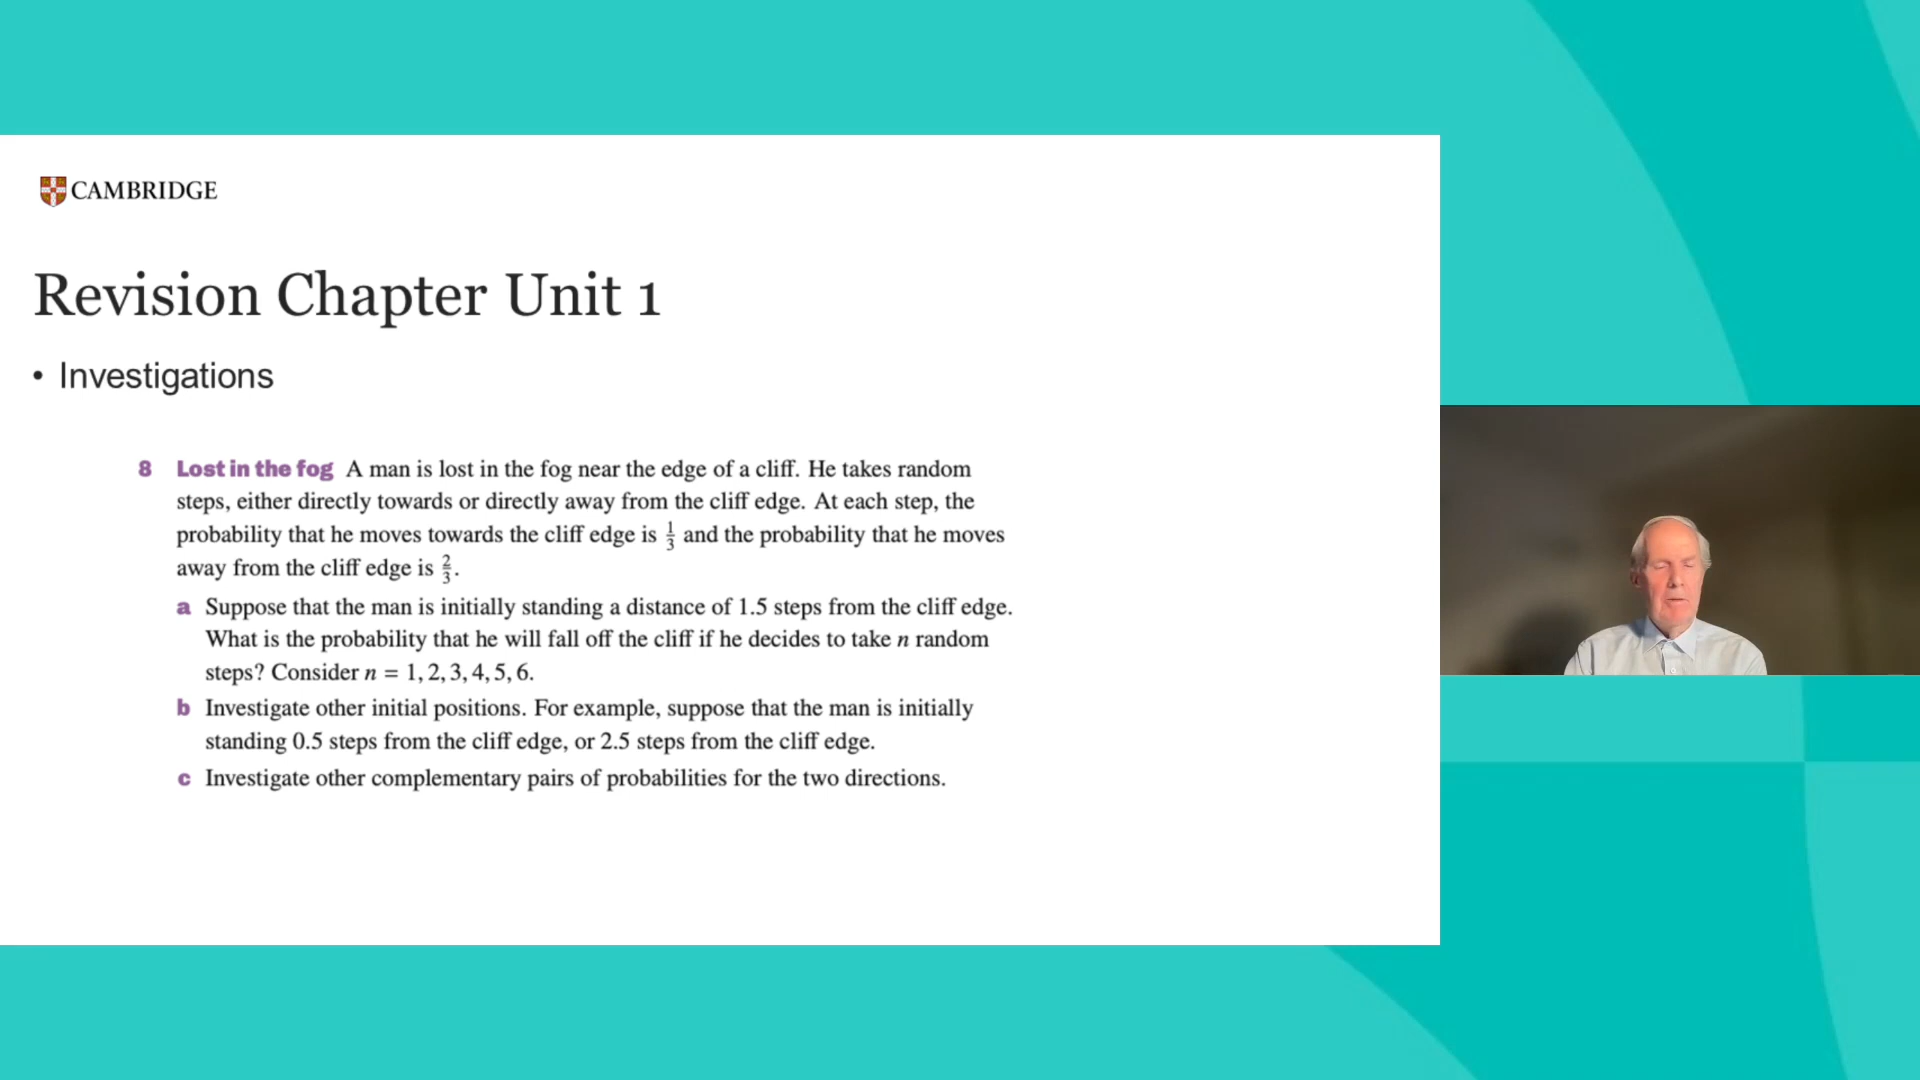 CAMBRIDGE
Revision Chapter Unit 1
• Investigations
8 Lost in the fog A man is lost in the fog near the edge of a cliff. He takes random
steps, either directly towards or directly away from the cliff edge. At each step, the
probability that he moves towards the cliff edge is 1/3 and the probability that he moves
away from the cliff edge is 2/3.
a Suppose that the man is initially standing a distance of 1.5 steps from the cliff edge.
What is the probability that he will fall off the cliff if he decides to take n random
steps? Consider n = 1, 2, 3, 4, 5, 6.
b Investigate other initial positions. For example, suppose that the man is initially
standing 0.5 steps from the cliff edge, or 2.5 steps from the cliff edge.
c Investigate other complementary pairs of probabilities for the two directions.